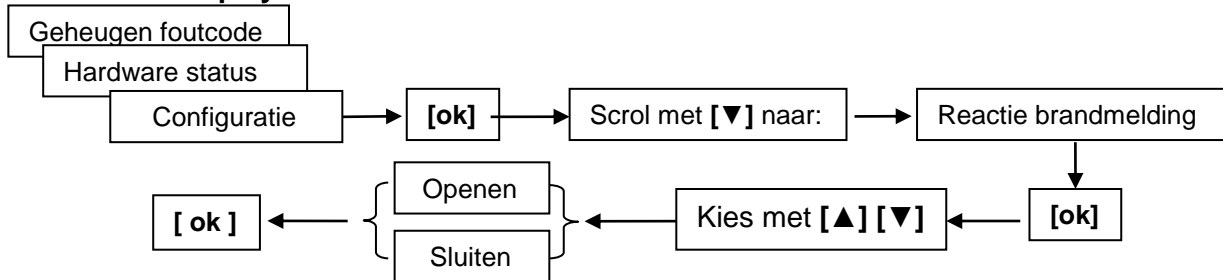 Geheugen foutcode
Hardware status
Configuratie
[ok]
Scrol met [▼] naar:
Reactie brandmelding
[ok]
Kies met [▲] [▼]
Openen
Sluiten
[ ok ]